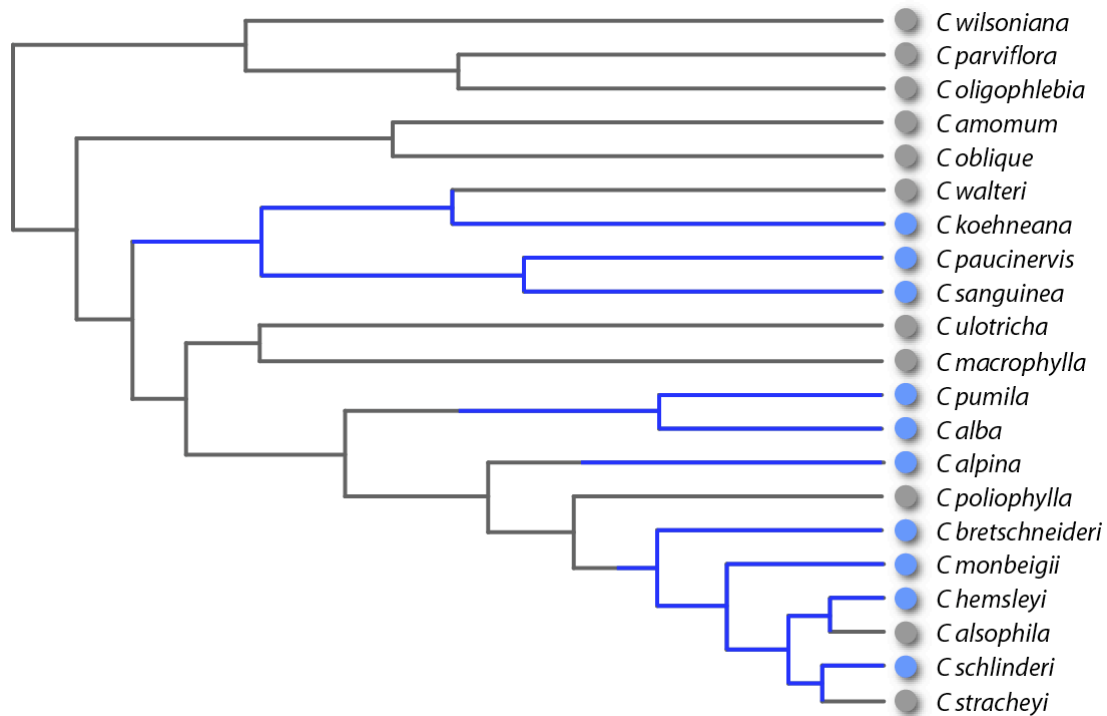 C wilsoniana
C parviflora
C oligophlebia
C amomum
C oblique
C walteri
C koehneana
C paucinervis
C sanguinea
C ulotricha
C macrophylla
C pumila
C alba
C alpina
C poliophylla
C bretschneideri
C monbeigii
C hemsleyi
C alsophila
C schlinderi
C stracheyi